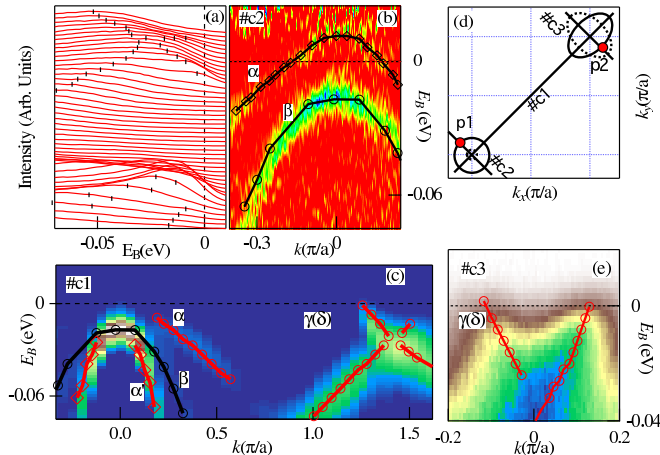 (a)
Intensity (Arb. Units)
-0.05
0
E_B(eV)
#c2
(b)
α
β
0
E_B (eV)
-0.06
-0.3
0
k(π/a)
(d)
#c3
p2
#c1
p1
#c2
k_x(π/a)
k_y(π/a)
#c1
(c)
0
E_B (eV)
-0.06
α
α
β
γ(δ)
0.0
0.5
1.0
1.5
k(π/a)
#c3
(e)
γ(δ)
0
E_B (eV)
-0.04
-0.2
0
0.2
k(π/a)